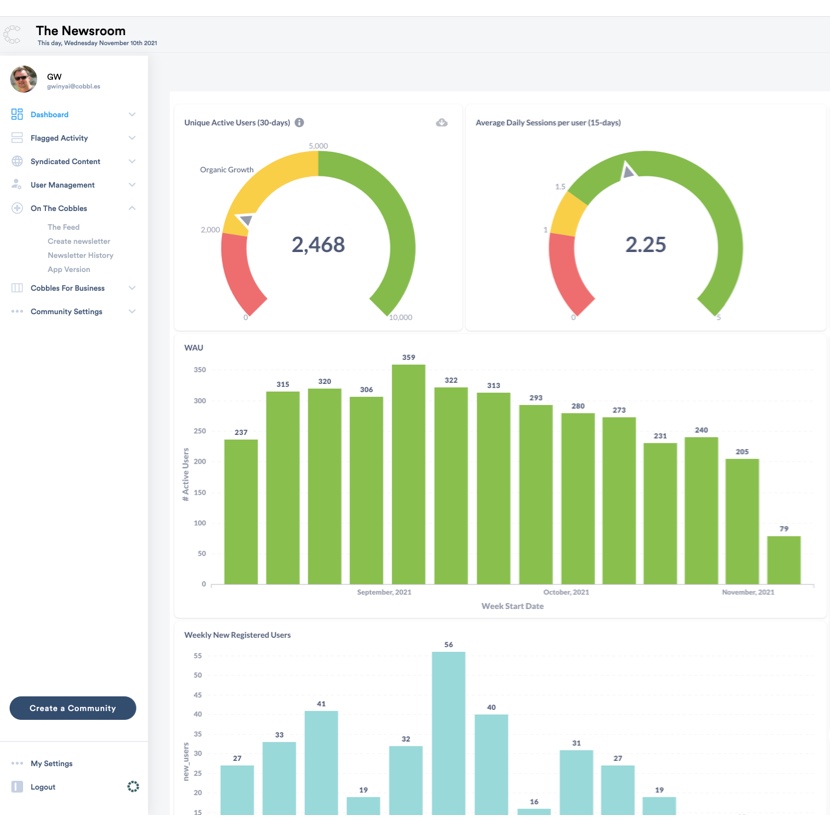 The Newsroom
This day, Wednesday November 10th 2021
GW
gwinyai@cobbl.es
Dashboard
Flagged Activity
Syndicated Content
User Management
On The Cobbles
The Feed
Create newsletter
Newsletter History
App Version
Cobbles For Business
Community Settings
Create a Community
My Settings
Logout
Unique Active Users (30-days)
5,000
Organic Growth
2,000
2,468
0
10,000
Average Daily Sessions per user (15-days)
1.5
1
2.25
0
5
WAU
# Active Users
350
300
250
200
150
100
50
0
237
315
320
306
359
322
313
293
280
273
231
240
205
79
September, 2021
October, 2021
November, 2021
Week Start Date
Weekly New Registered Users
new_users
55
50
45
40
35
30
25
20
15
27
33
41
19
32
56
40
16
31
27
19